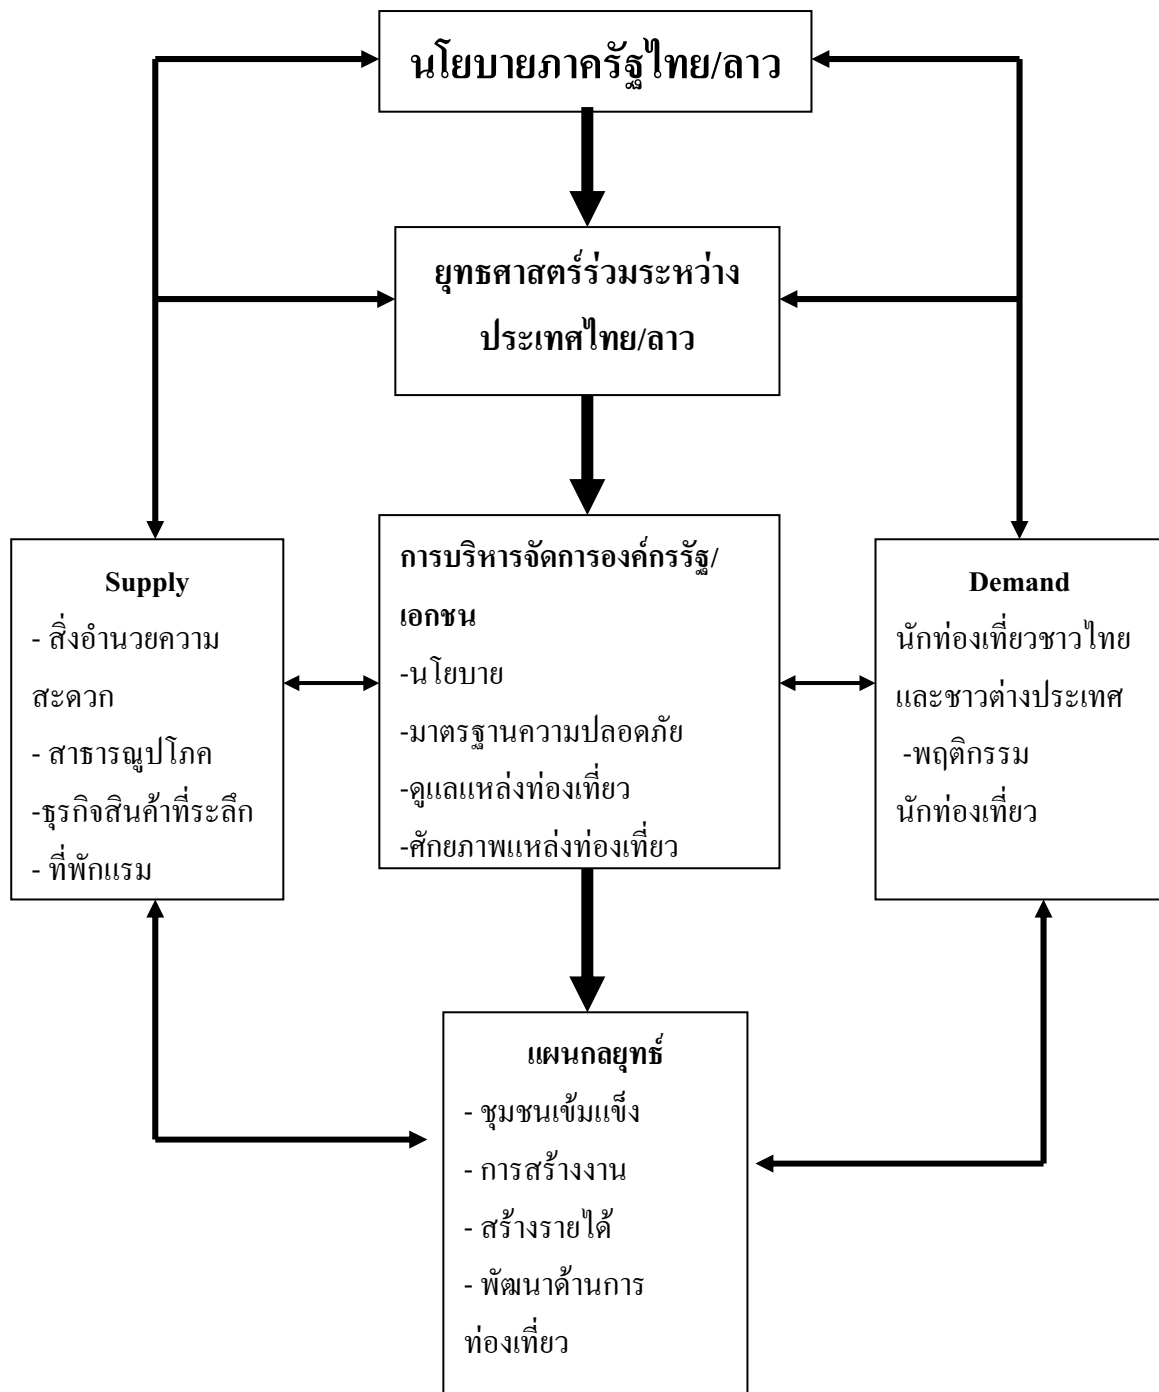 นโยบายภาครัฐไทย/ลาว
ยุทธศาสตร์ร่วมระหว่าง
ประเทศไทย/ลาว
Supply
- สิ่งอำนวยความ
สะดวก
- สาธารณูปโภค
-ธุรกิจสินค้าที่ระลึก
- ที่พักแรม
การบริหารจัดการองค์กรรัฐ/
เอกชน
-นโยบาย
-มาตรฐานความปลอดภัย
-ดูแลแหล่งท่องเที่ยว
-ศักยภาพแหล่งท่องเที่ยว
Demand
นักท่องเที่ยวชาวไทย
และชาวต่างประเทศ
-พฤติกรรม
นักท่องเที่ยว
แผนกลยุทธ์
- ชุมชนเข้มแข็ง
- การสร้างงาน
- สร้างรายได้
- พัฒนาด้านการ
ท่องเที่ยว